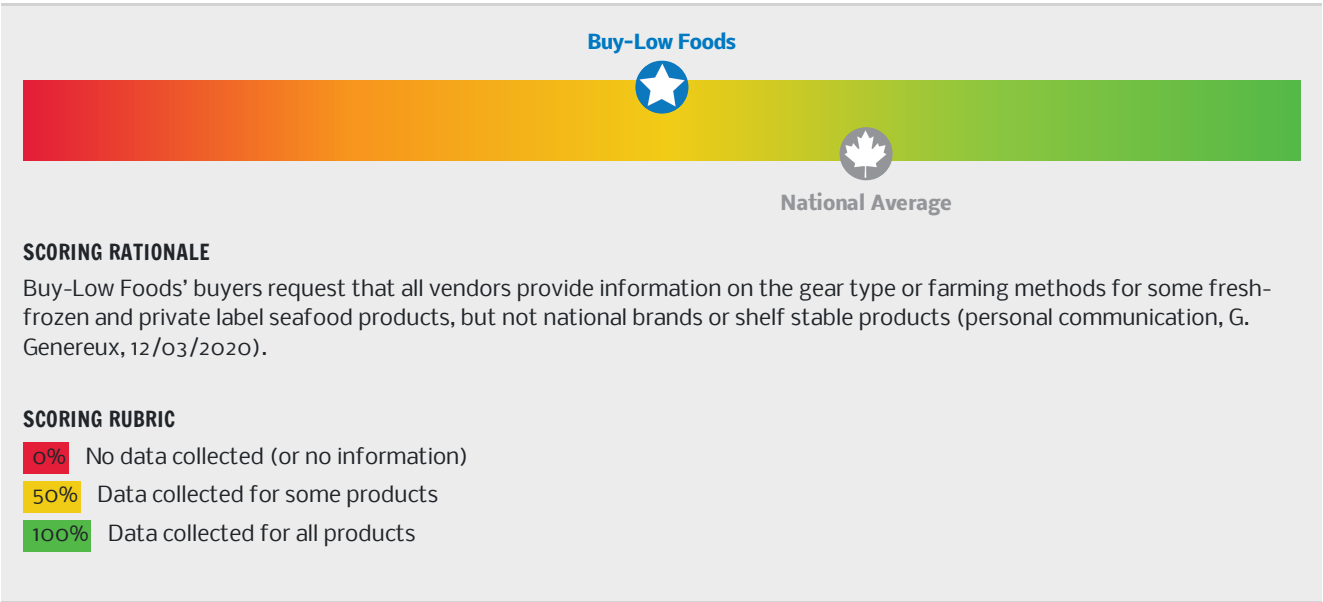 Buy-Low Foods
National Average
SCORING RATIONALE
Buy-Low Foods’ buyers request that all vendors provide information on the gear type or farming methods for some fresh-
frozen and private label seafood products, but not national brands or shelf stable products (personal communication, G.
Genereux, 12/03/2020).
SCORING RUBRIC
0% No data collected (or no information)
50% Data collected for some products
100% Data collected for all products